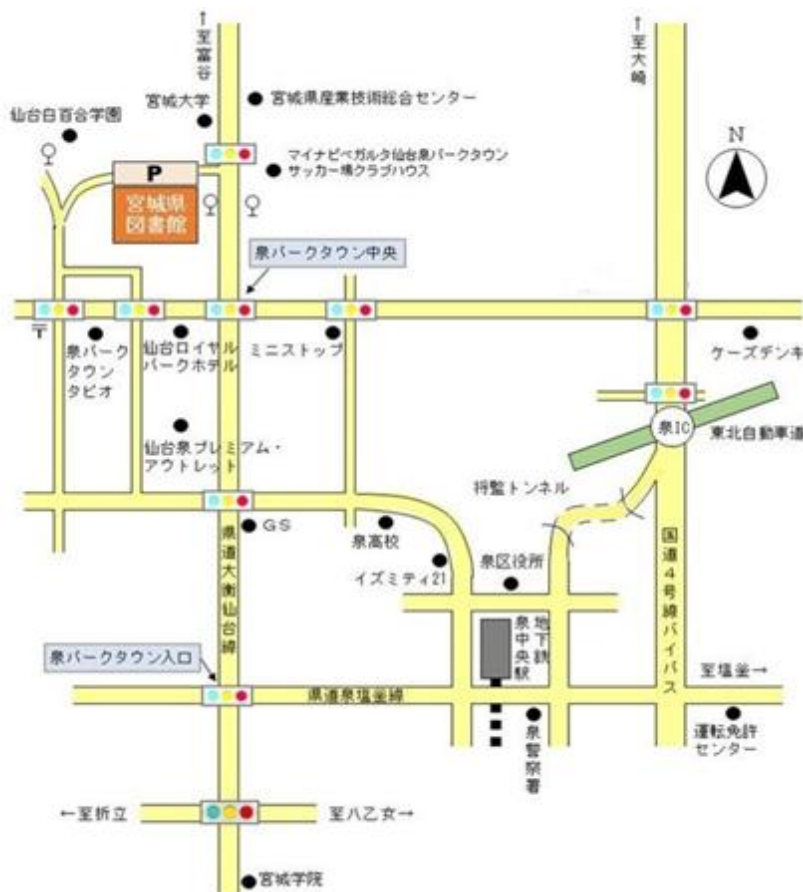 ↑至富谷
↑至大崎
宮城大学
宮城県産業技術総合センター
仙台白百合学園
マイナビベガルタ仙台泉パークタウン
サッカー場クラブハウス
N
P
宮城県
図書館
泉パークタウン中央
〒
泉パーク
タウン
タピオ
仙台ロイヤル
パークホテル
ミニストップ
ケーズデンキ
泉IC
東北自動車道
仙台泉プレミアム・
アウトレット
将監トンネル
GS
泉高校
イズミティ21
泉区役所
県道大衡仙台線
国道4号線バイパス
地下鉄
泉中央駅
泉パークタウン入口
至塩釜→
県道泉塩釜線
泉警察署
運転免許
センター
←至折立
至八乙女→
宮城学院